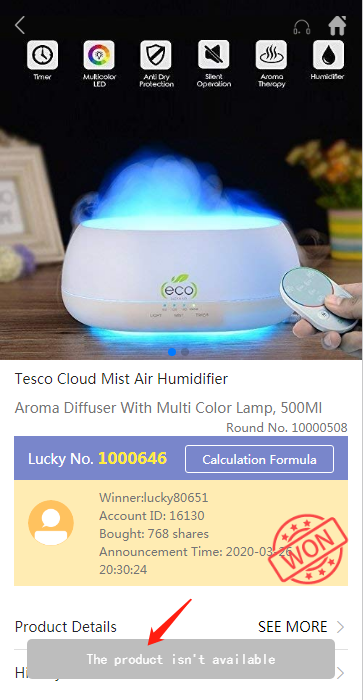 Timer
Multicolor
LED
Anti Dry
Protection
Silent
Operation
Aroma
Therapy
Humidifier
eco
LIGHT MIST TIMER
Tesco Cloud Mist Air Humidifier
Aroma Diffuser With Multi Color Lamp, 500Ml
Round No. 10000508
Lucky No. 1000646
Calculation Formula
Winner:lucky80651
Account ID: 16130
Bought: 768 shares
Announcement Time: 2020-03-26
20:30:24
WON
Product Details
SEE MORE
The product isn't available